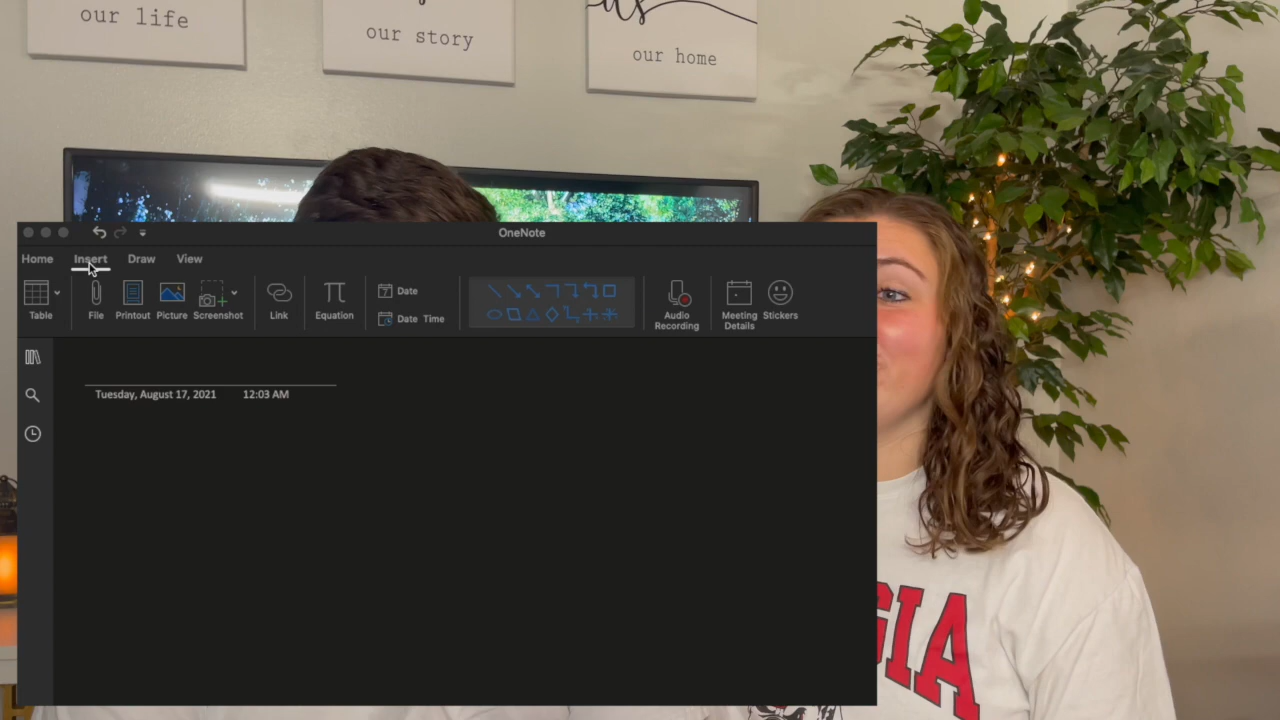 our life
our story
us
our home
OneNote
Home Insert Draw View
Table File Printout Picture Screenshot Link Equation Date Date Time Audio Recording Meeting Details Stickers
Tuesday, August 17, 2021 12:03 AM
GIA